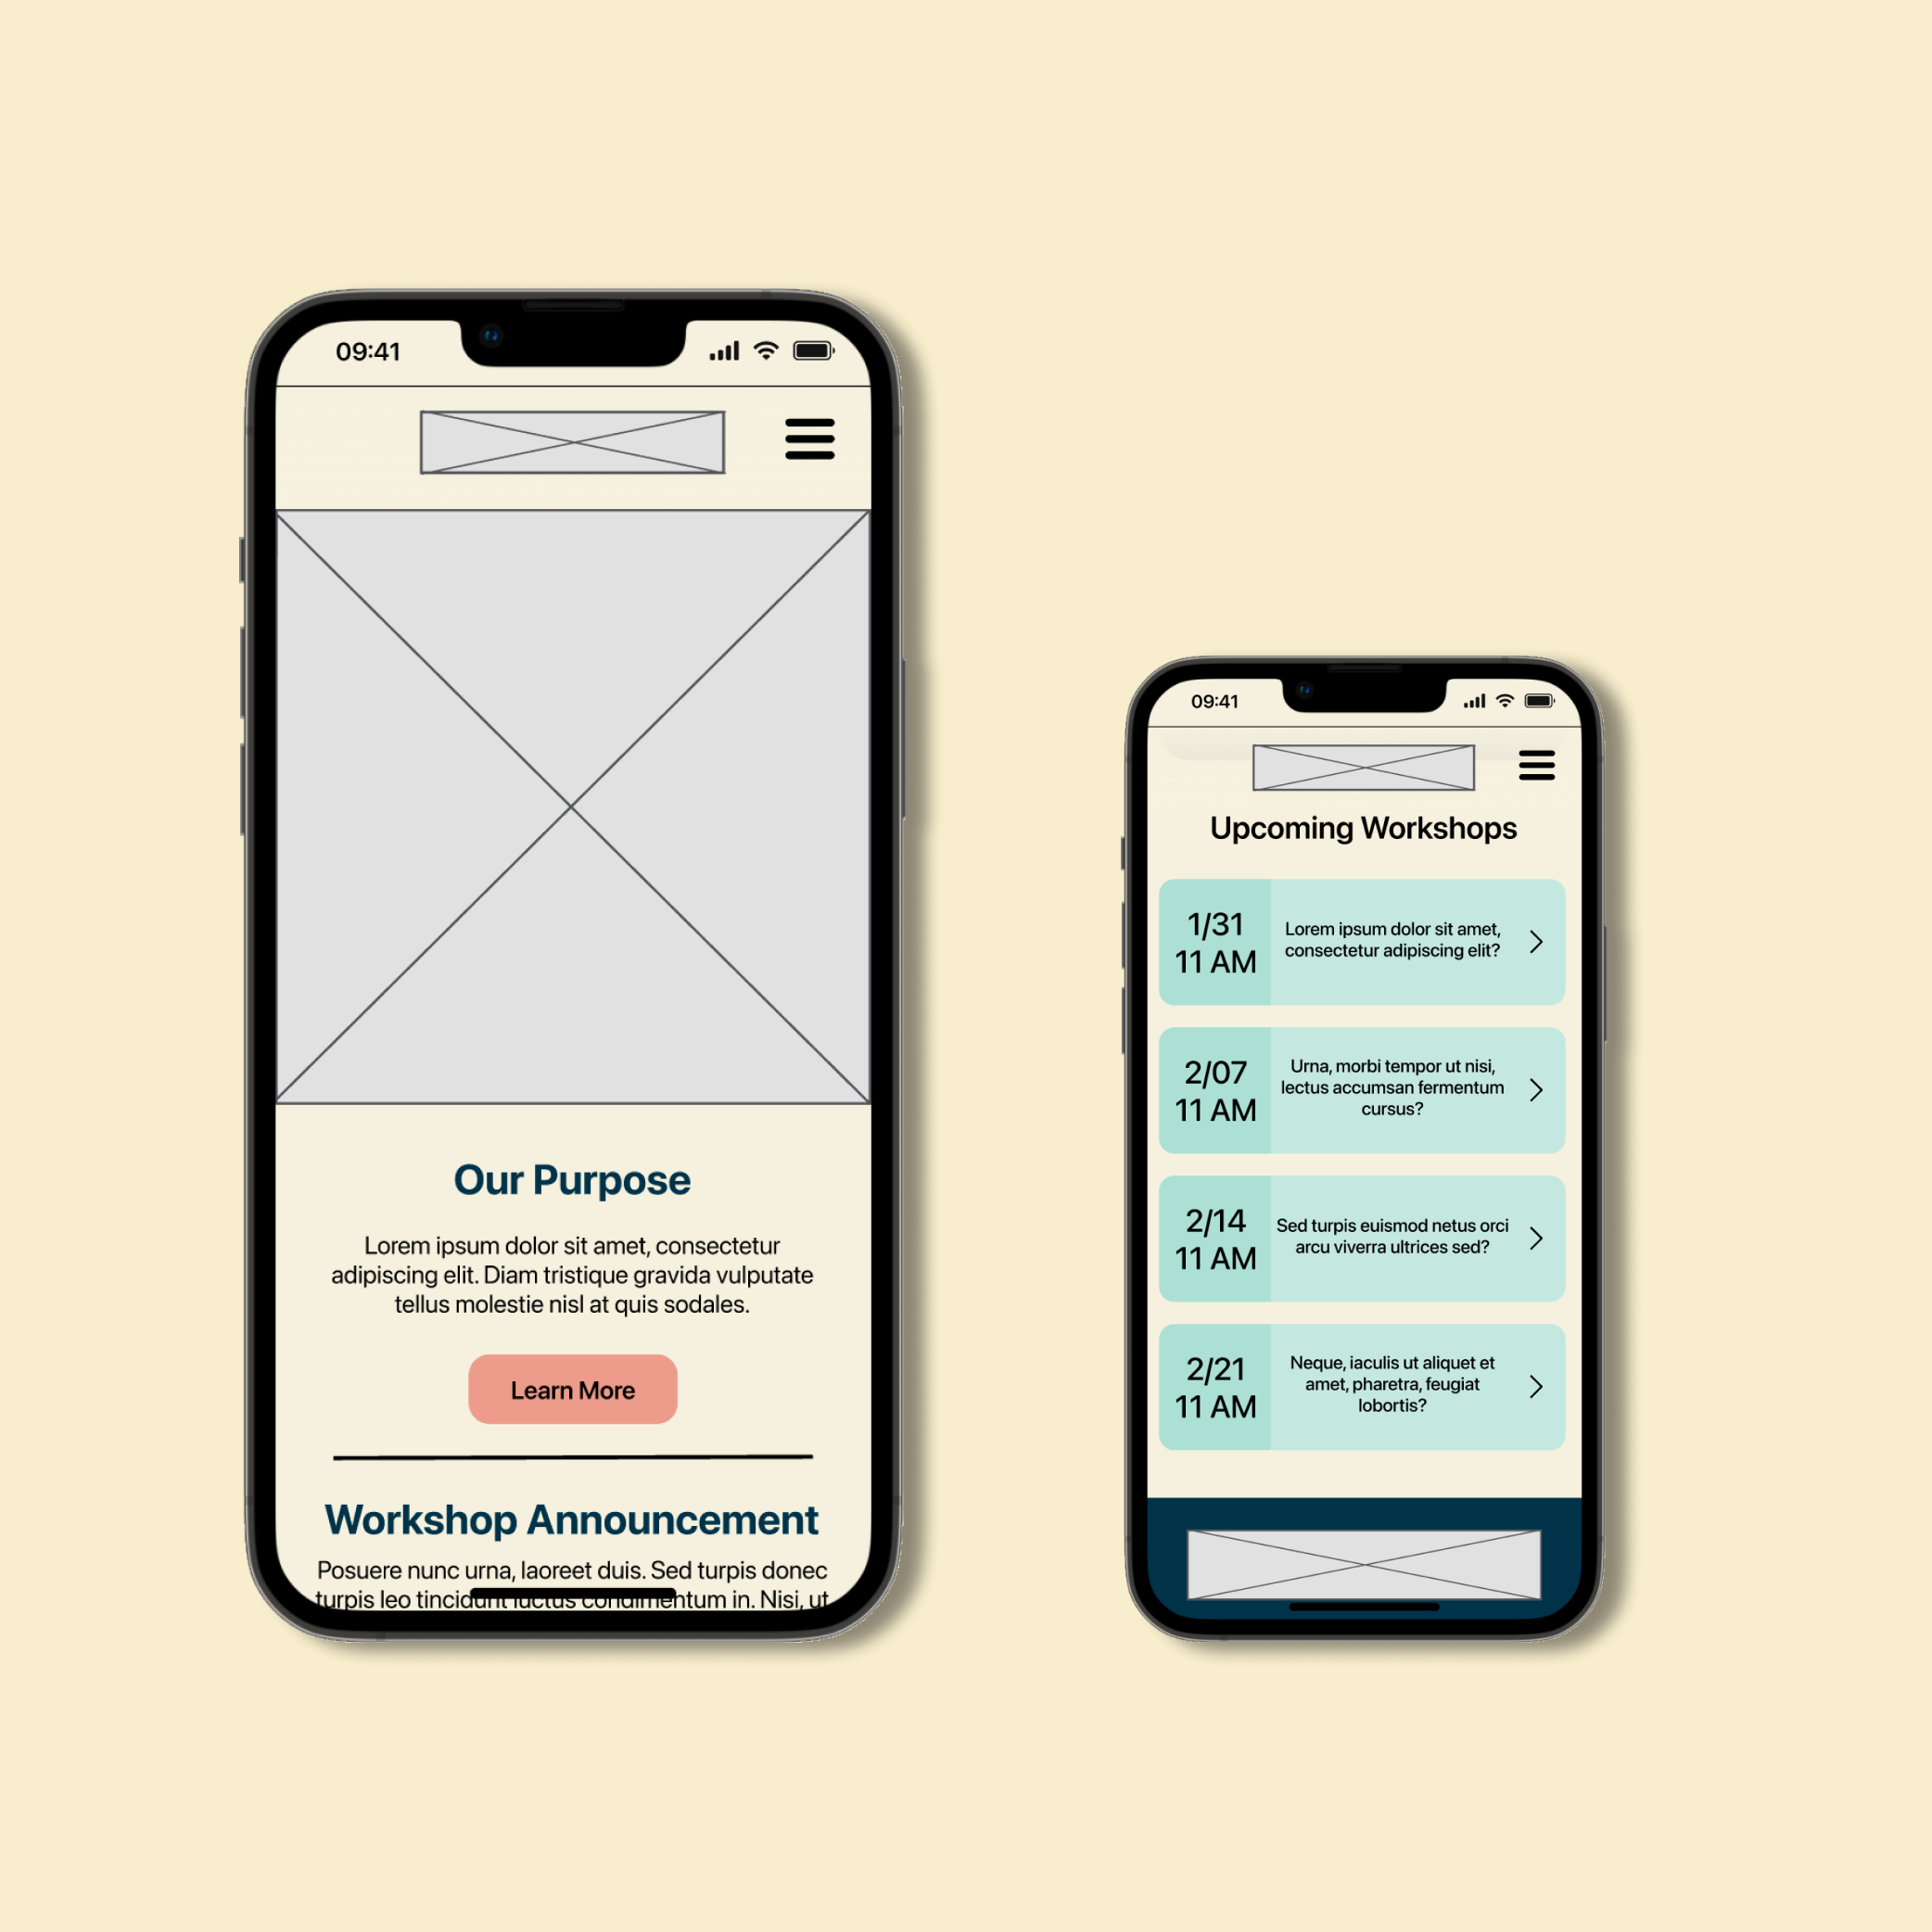 09:41
Our Purpose
Lorem ipsum dolor sit amet, consectetur
adipiscing elit. Diam tristique gravida vulputate
tellus molestie nisl at quis sodales.
Learn More
Workshop Announcement
Posuere nunc urna, laoreet duis. Sed turpis donec
turpis leo tincidunt luctus condimentum in. Nisi, ut
09:41
Upcoming Workshops
1/31
11 AM
Lorem ipsum dolor sit amet,
consectetur adipiscing elit?
2/07
11 AM
Urna, morbi tempor ut nisi,
lectus accumsan fermentum
cursus?
2/14
11 AM
Sed turpis euismod netus orci
arcu viverra ultrices sed?
2/21
11 AM
Neque, iaculis ut aliquet et
amet, pharetra, feugiat
lobortis?